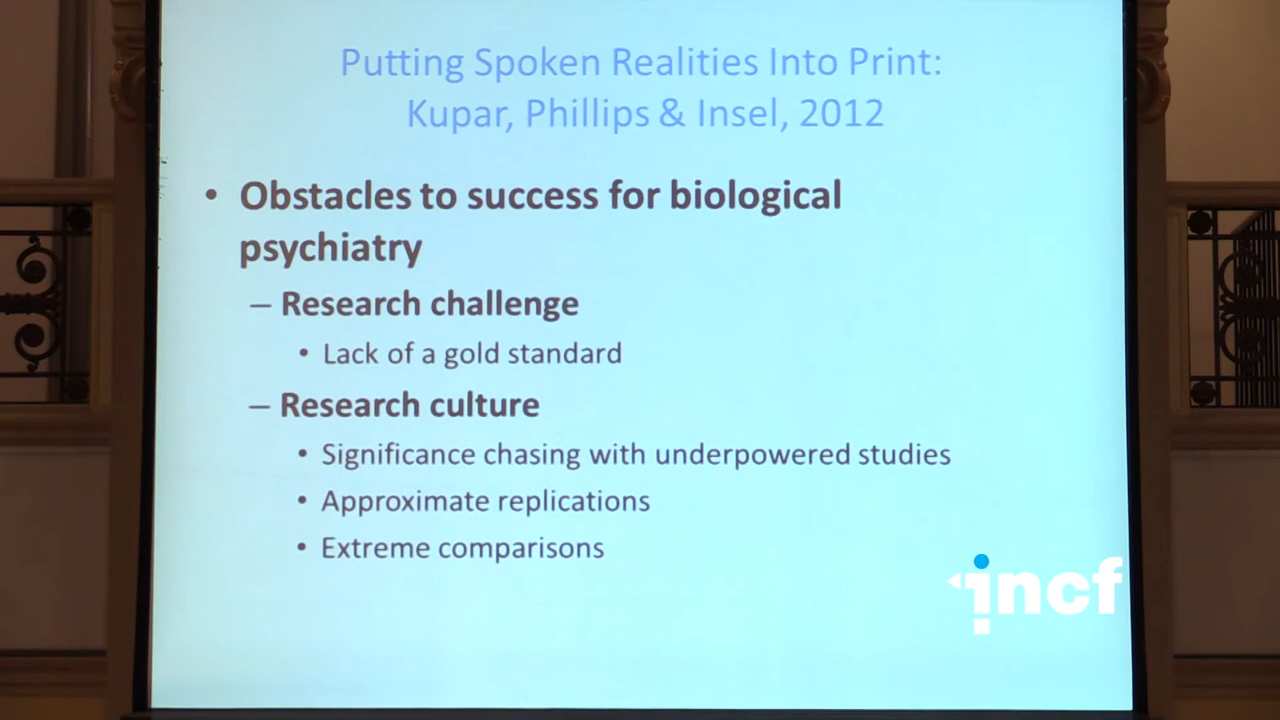 Putting Spoken Realities Into Print:
Kupar, Phillips & Insel, 2012
• Obstacles to success for biological
psychiatry
– Research challenge
• Lack of a gold standard
– Research culture
• Significance chasing with underpowered studies
• Approximate replications
• Extreme comparisons
incf